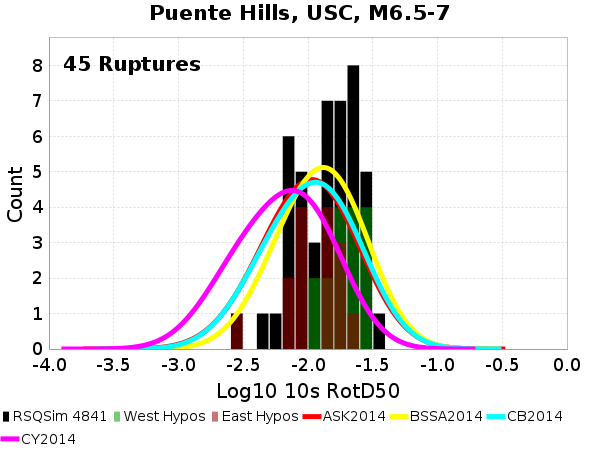 Puente Hills, USC, M6.5-7
45 Ruptures
Count
8
7
6
5
4
3
2
1
0
-4.0 -3.5 -3.0 -2.5 -2.0 -1.5 -1.0 -0.5 0.0
Log10 10s RotD50
RSQSim 4841 West Hypos East Hypos ASK2014 BSSA2014 CB2014
CY2014